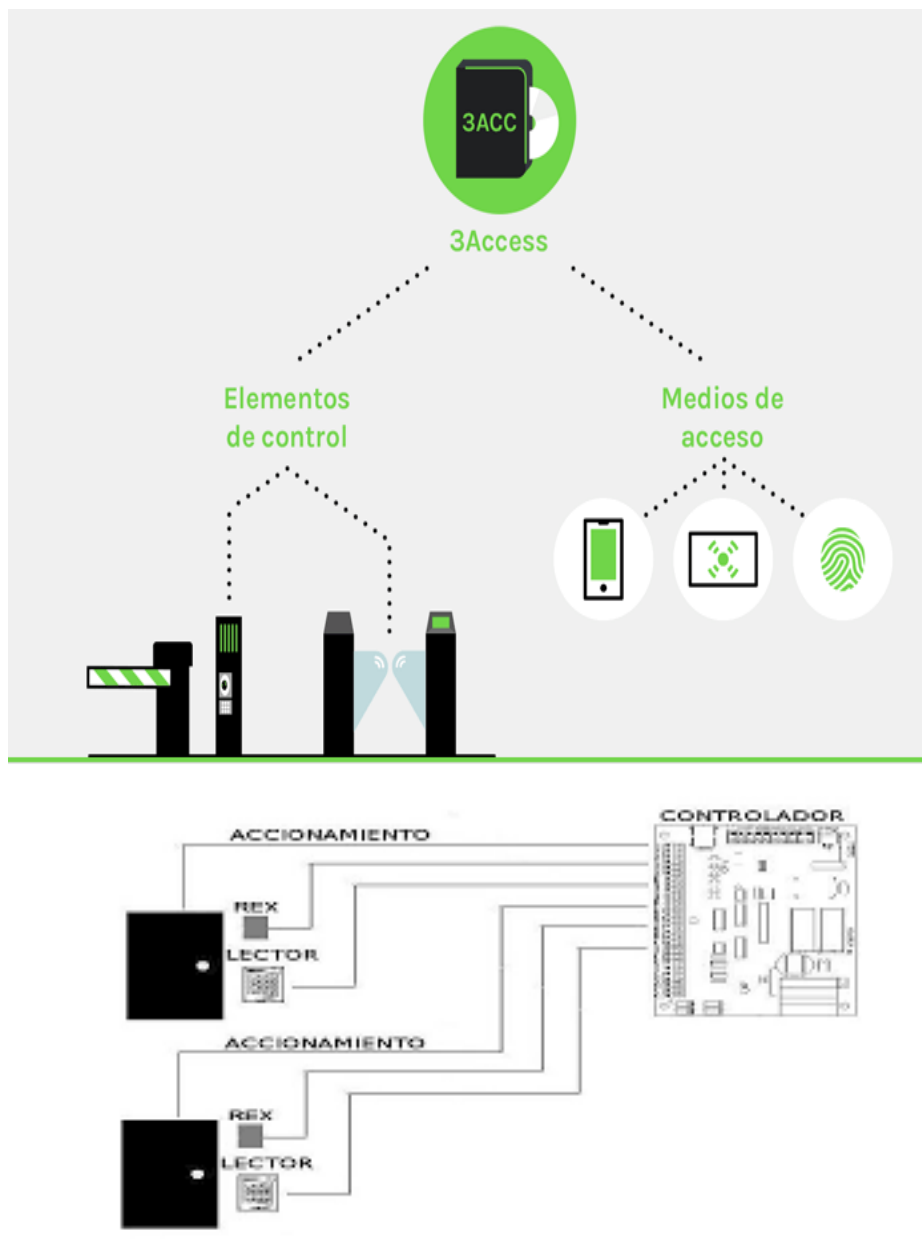 3ACC
3Access
Elementos
de control
Medios de
acceso
CONTROLADOR
ACCIONAMIENTO
REX
LECTOR
ACCIONAMIENTO
REX
LECTOR